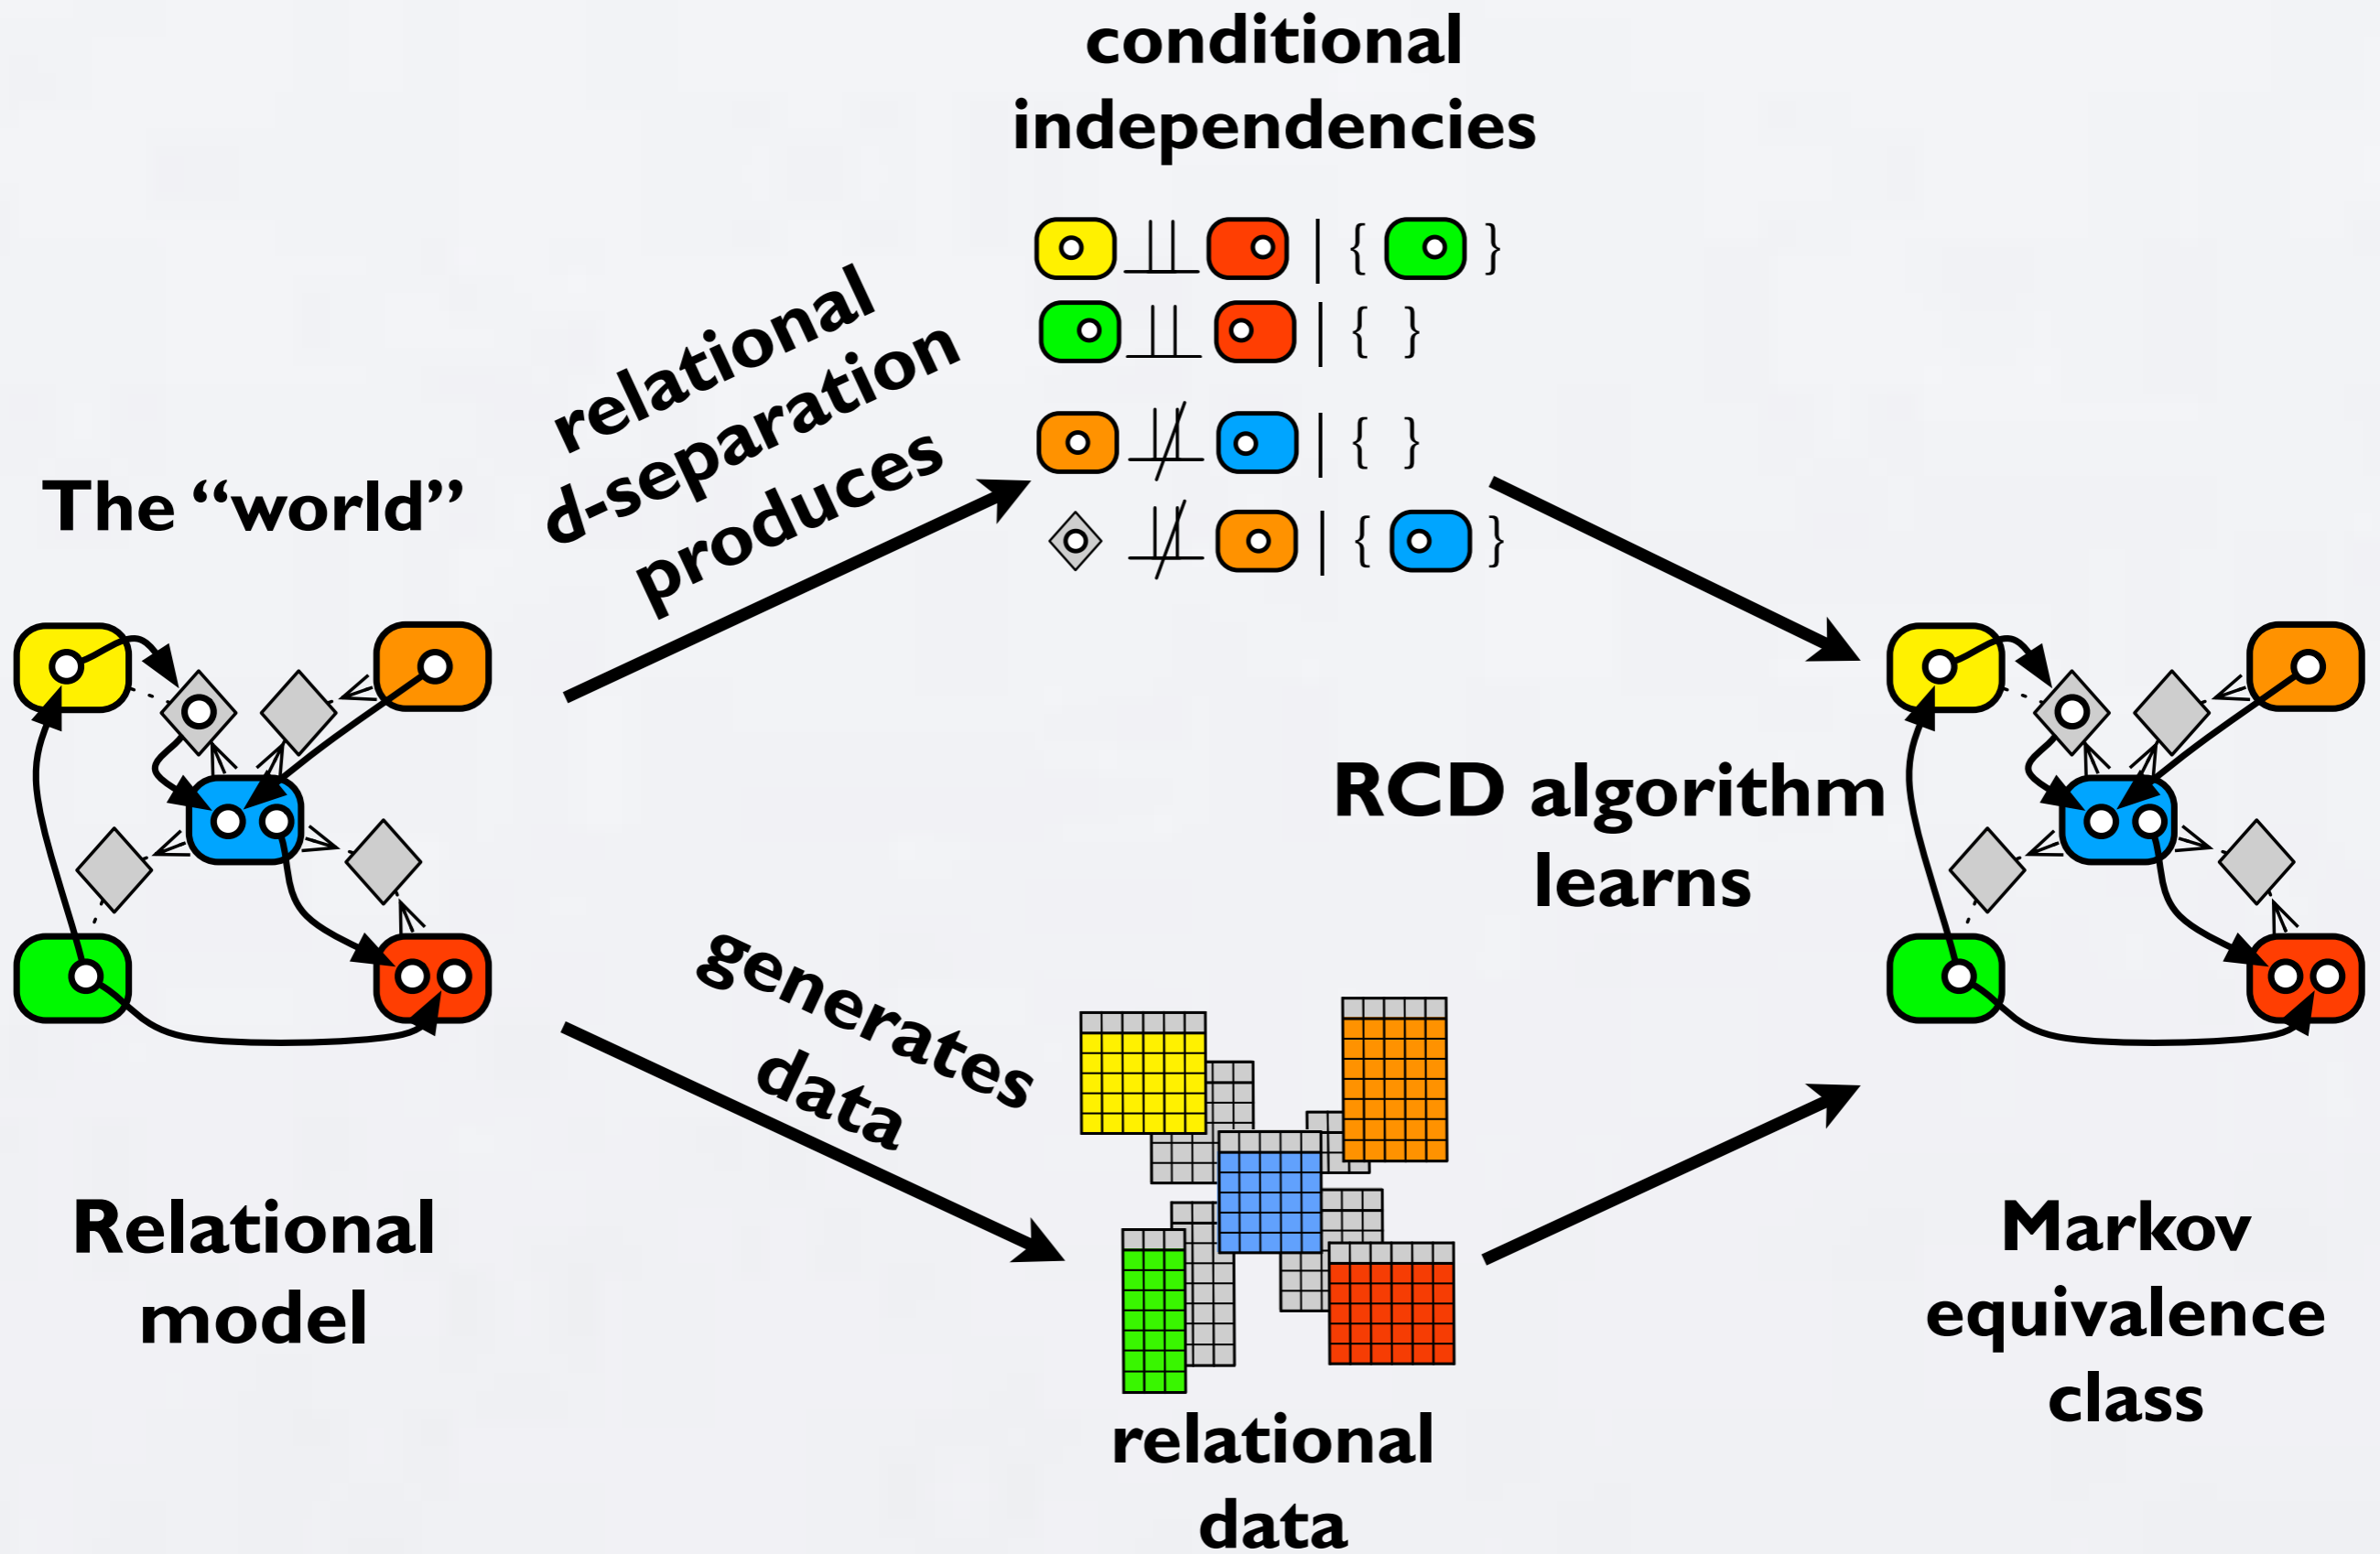 conditional
independencies
| { }
| { }
| { }
| { }
relational
d-separation
produces
The “world”
RCD algorithm
learns
generates
data
Relational
model
Markov
equivalence
class
relational
data